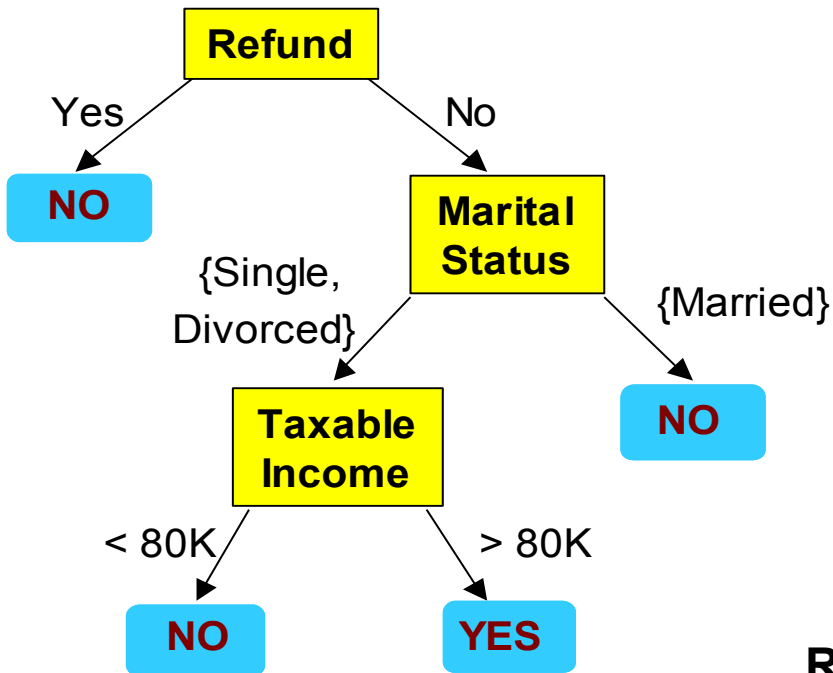 Refund
Yes
No
NO
Marital
Status
{Single,
Divorced}
{Married}
Taxable
Income
NO
< 80K
> 80K
NO
YES
R